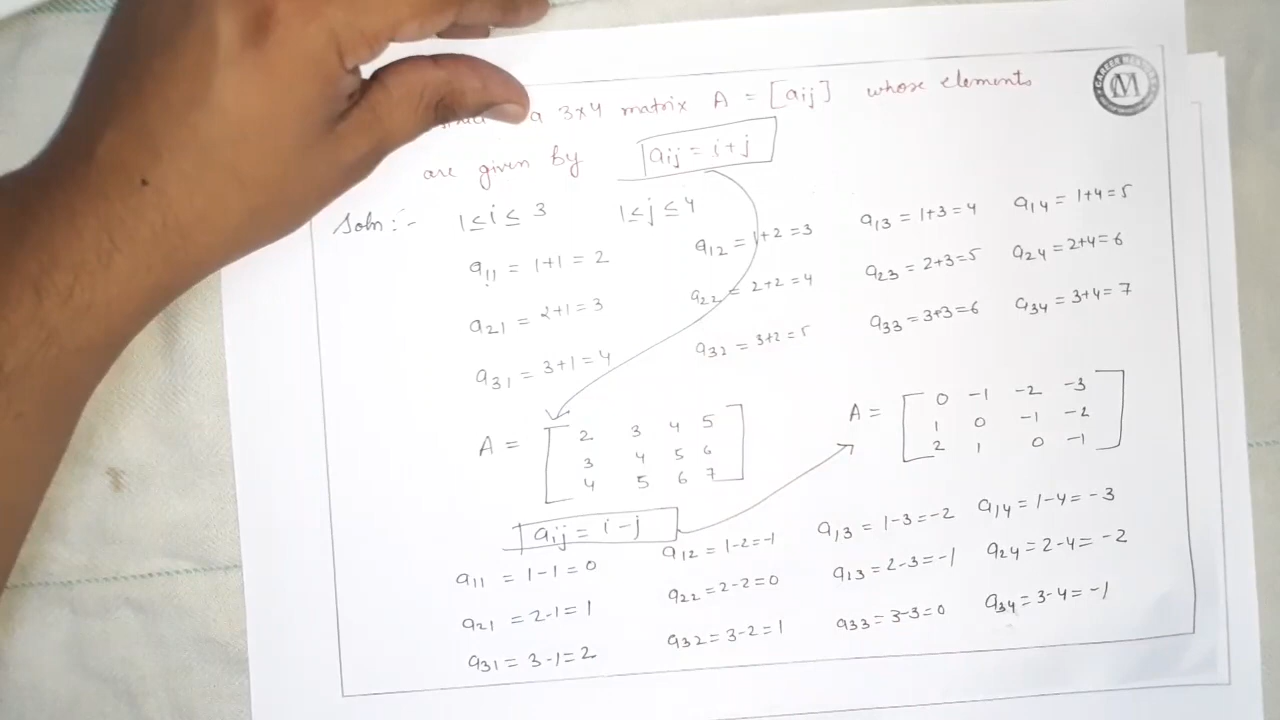 a 3×4 matrix A = [aij] whose elements
are given by aij = i+j
Soln :- 1≤i≤ 3 1≤j≤4
a11 = 1+1 = 2 a12 = 1+2 =3 a13 = 1+3 = 4 a14 = 1+4=5
a21 = 2+1 = 3 a22 = 2+2 =4 a23 = 2+3=5 a24 =2+4=6
a31 = 3+1 = 4 a32 = 3+2 = 5 a33 =3+3=6 a34 =3+4= 7
A = [ 2 3 4 5
3 4 5 6
4 5 6 7 ]
A = [ 0 -1 -2 -3
1 0 -1 -2
2 1 0 -1 ]
aij = i-j
a11 = 1-1 = 0 a12 = 1-2=-1 a13 = 1-3=-2 a14 =1-4= -3
a21 = 2-1= 1 a22 =2-2=0 a13 =2-3=-1 a24 =2-4= -2
a31 = 3-1=2 a32 = 3-2 = 1 a33 = 3-3=0 a34 = 3-4= -1
M